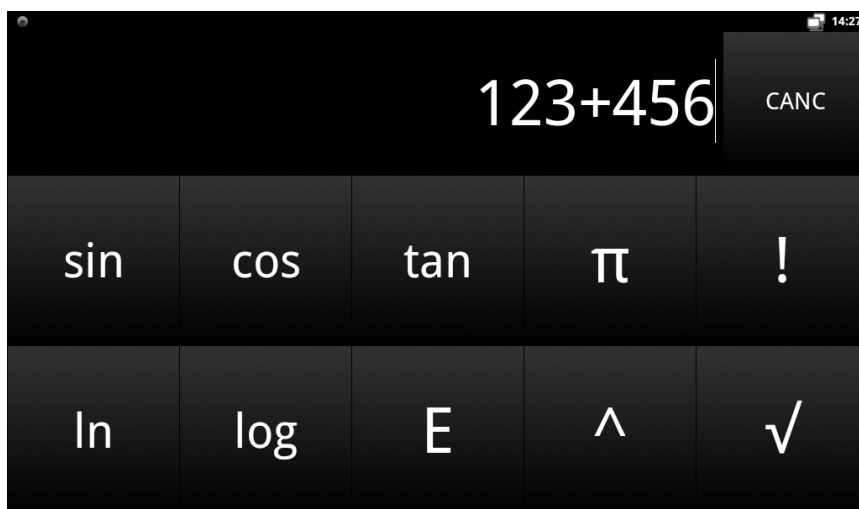 14:27
123+456
CANC
sin cos tan π !
ln log E ^ √